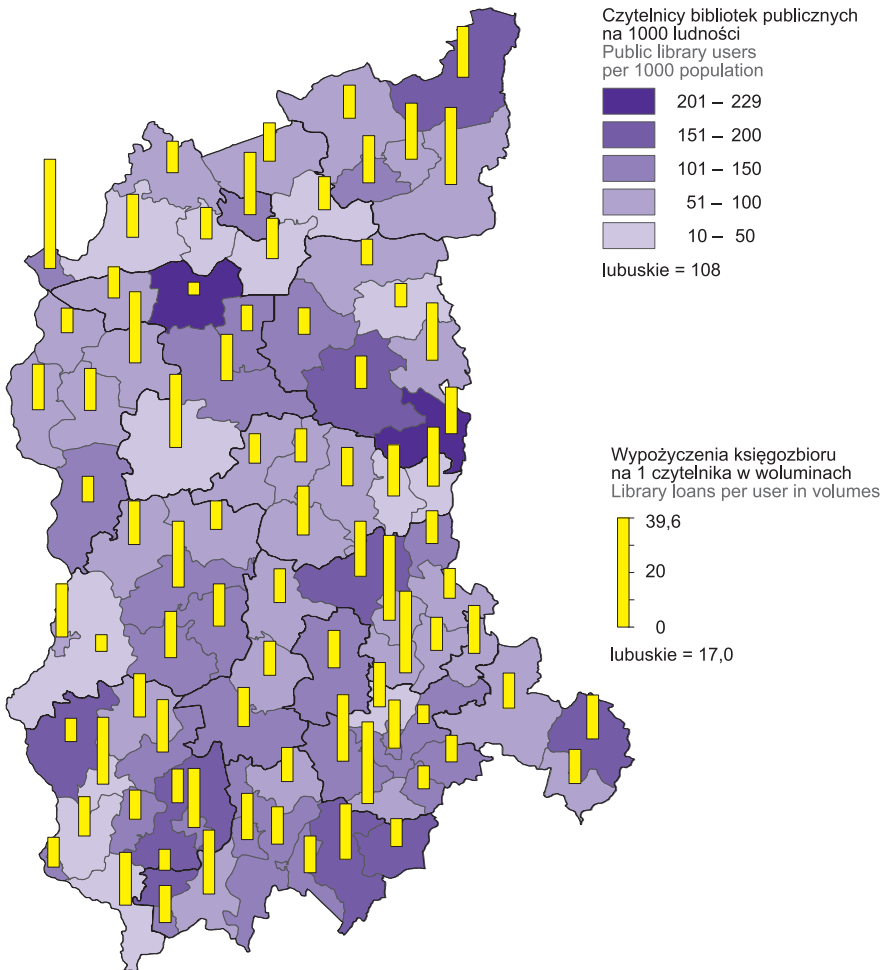 Czytelnicy bibliotek publicznych
na 1000 ludności
Public library users
per 1000 population
201 – 229
151 – 200
101 – 150
51 – 100
10 – 50
lubuskie = 108
Wypożyczenia księgozbioru
na 1 czytelnika w woluminach
Library loans per user in volumes
39,6
20
0
lubuskie = 17,0